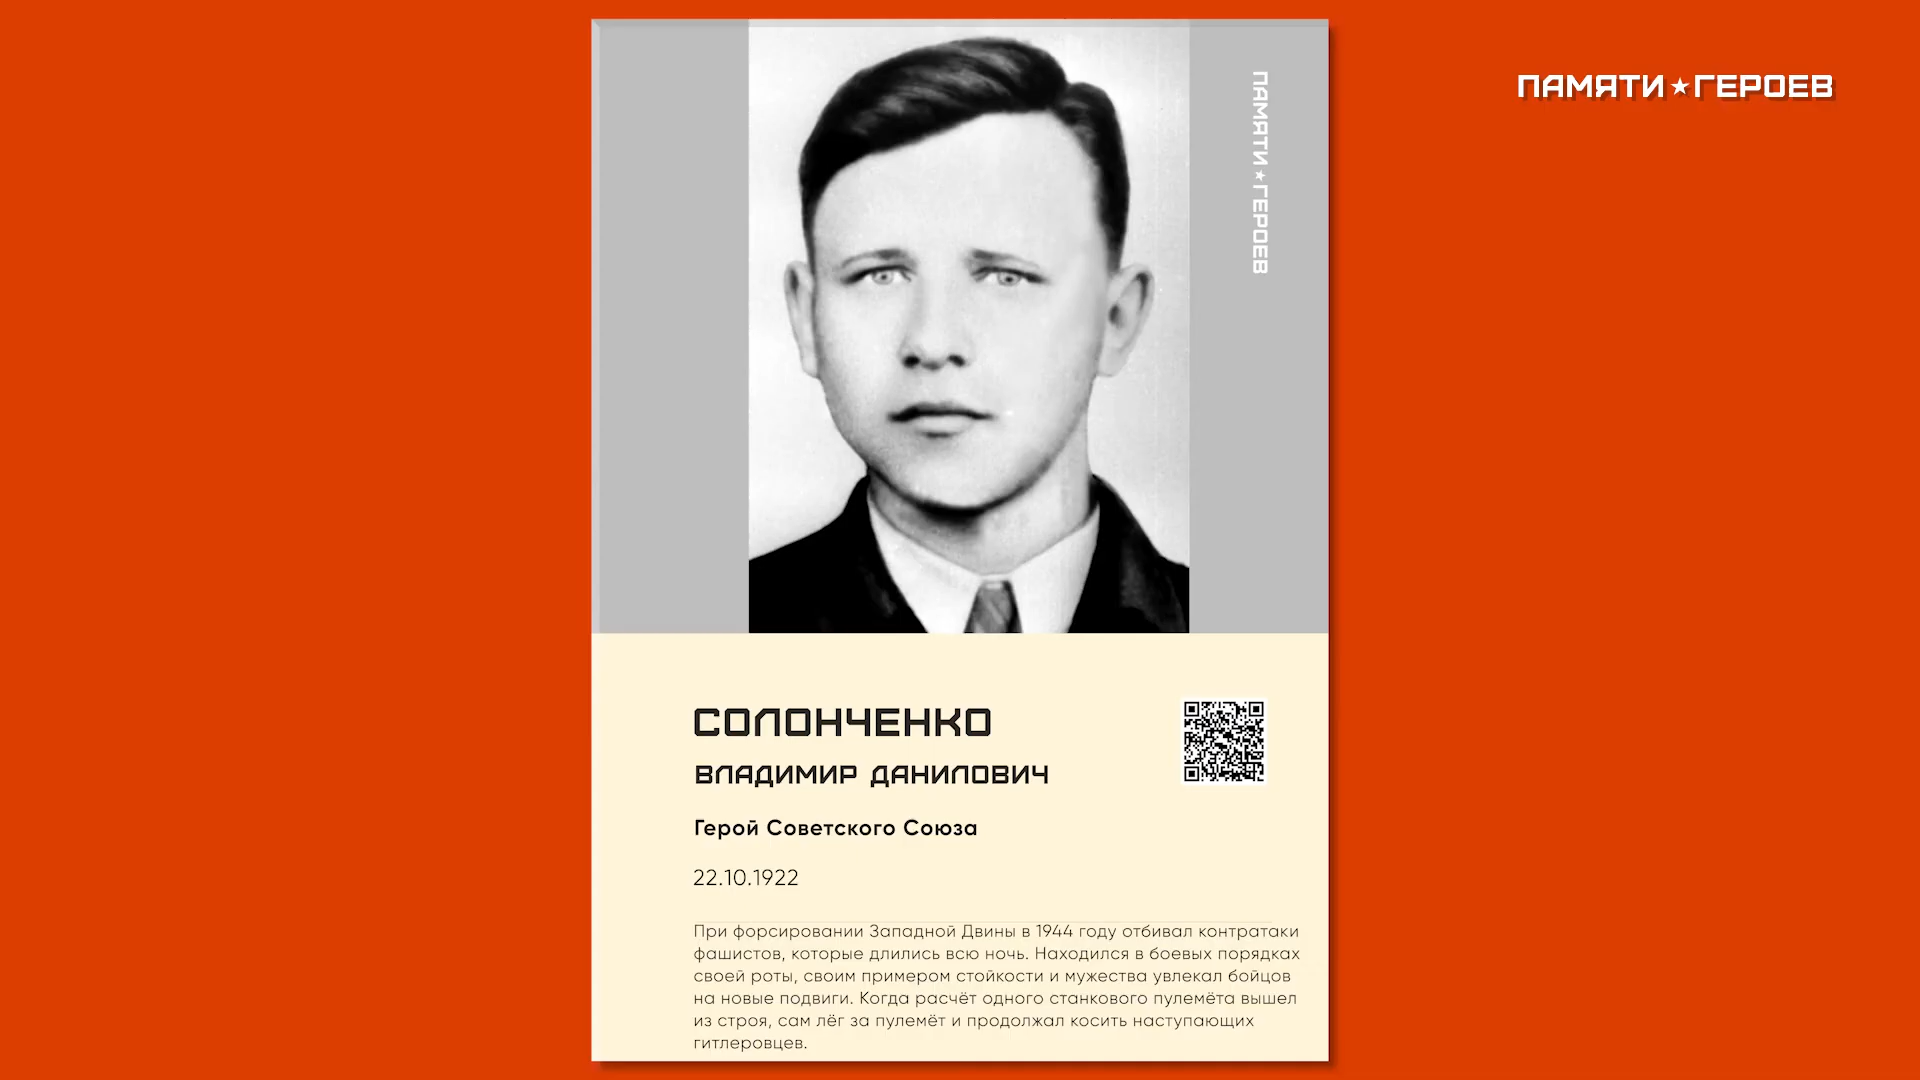 ПАМЯТИ★ГЕРОЕВ
ПАМЯТИ★ГЕРОЕВ
СОЛОНЧЕНКО
ВЛАДИМИР ДАНИЛОВИЧ
Герой Советского Союза
22.10.1922
При форсировании Западной Двины в 1944 году отбивал контратаки
фашистов, которые длились всю ночь. Находился в боевых порядках
своей роты, своим примером стойкости и мужества увлекал бойцов
на новые подвиги. Когда расчёт одного станкового пулемёта вышел
из строя, сам лёг за пулемёт и продолжал косить наступающих
гитлеровцев.